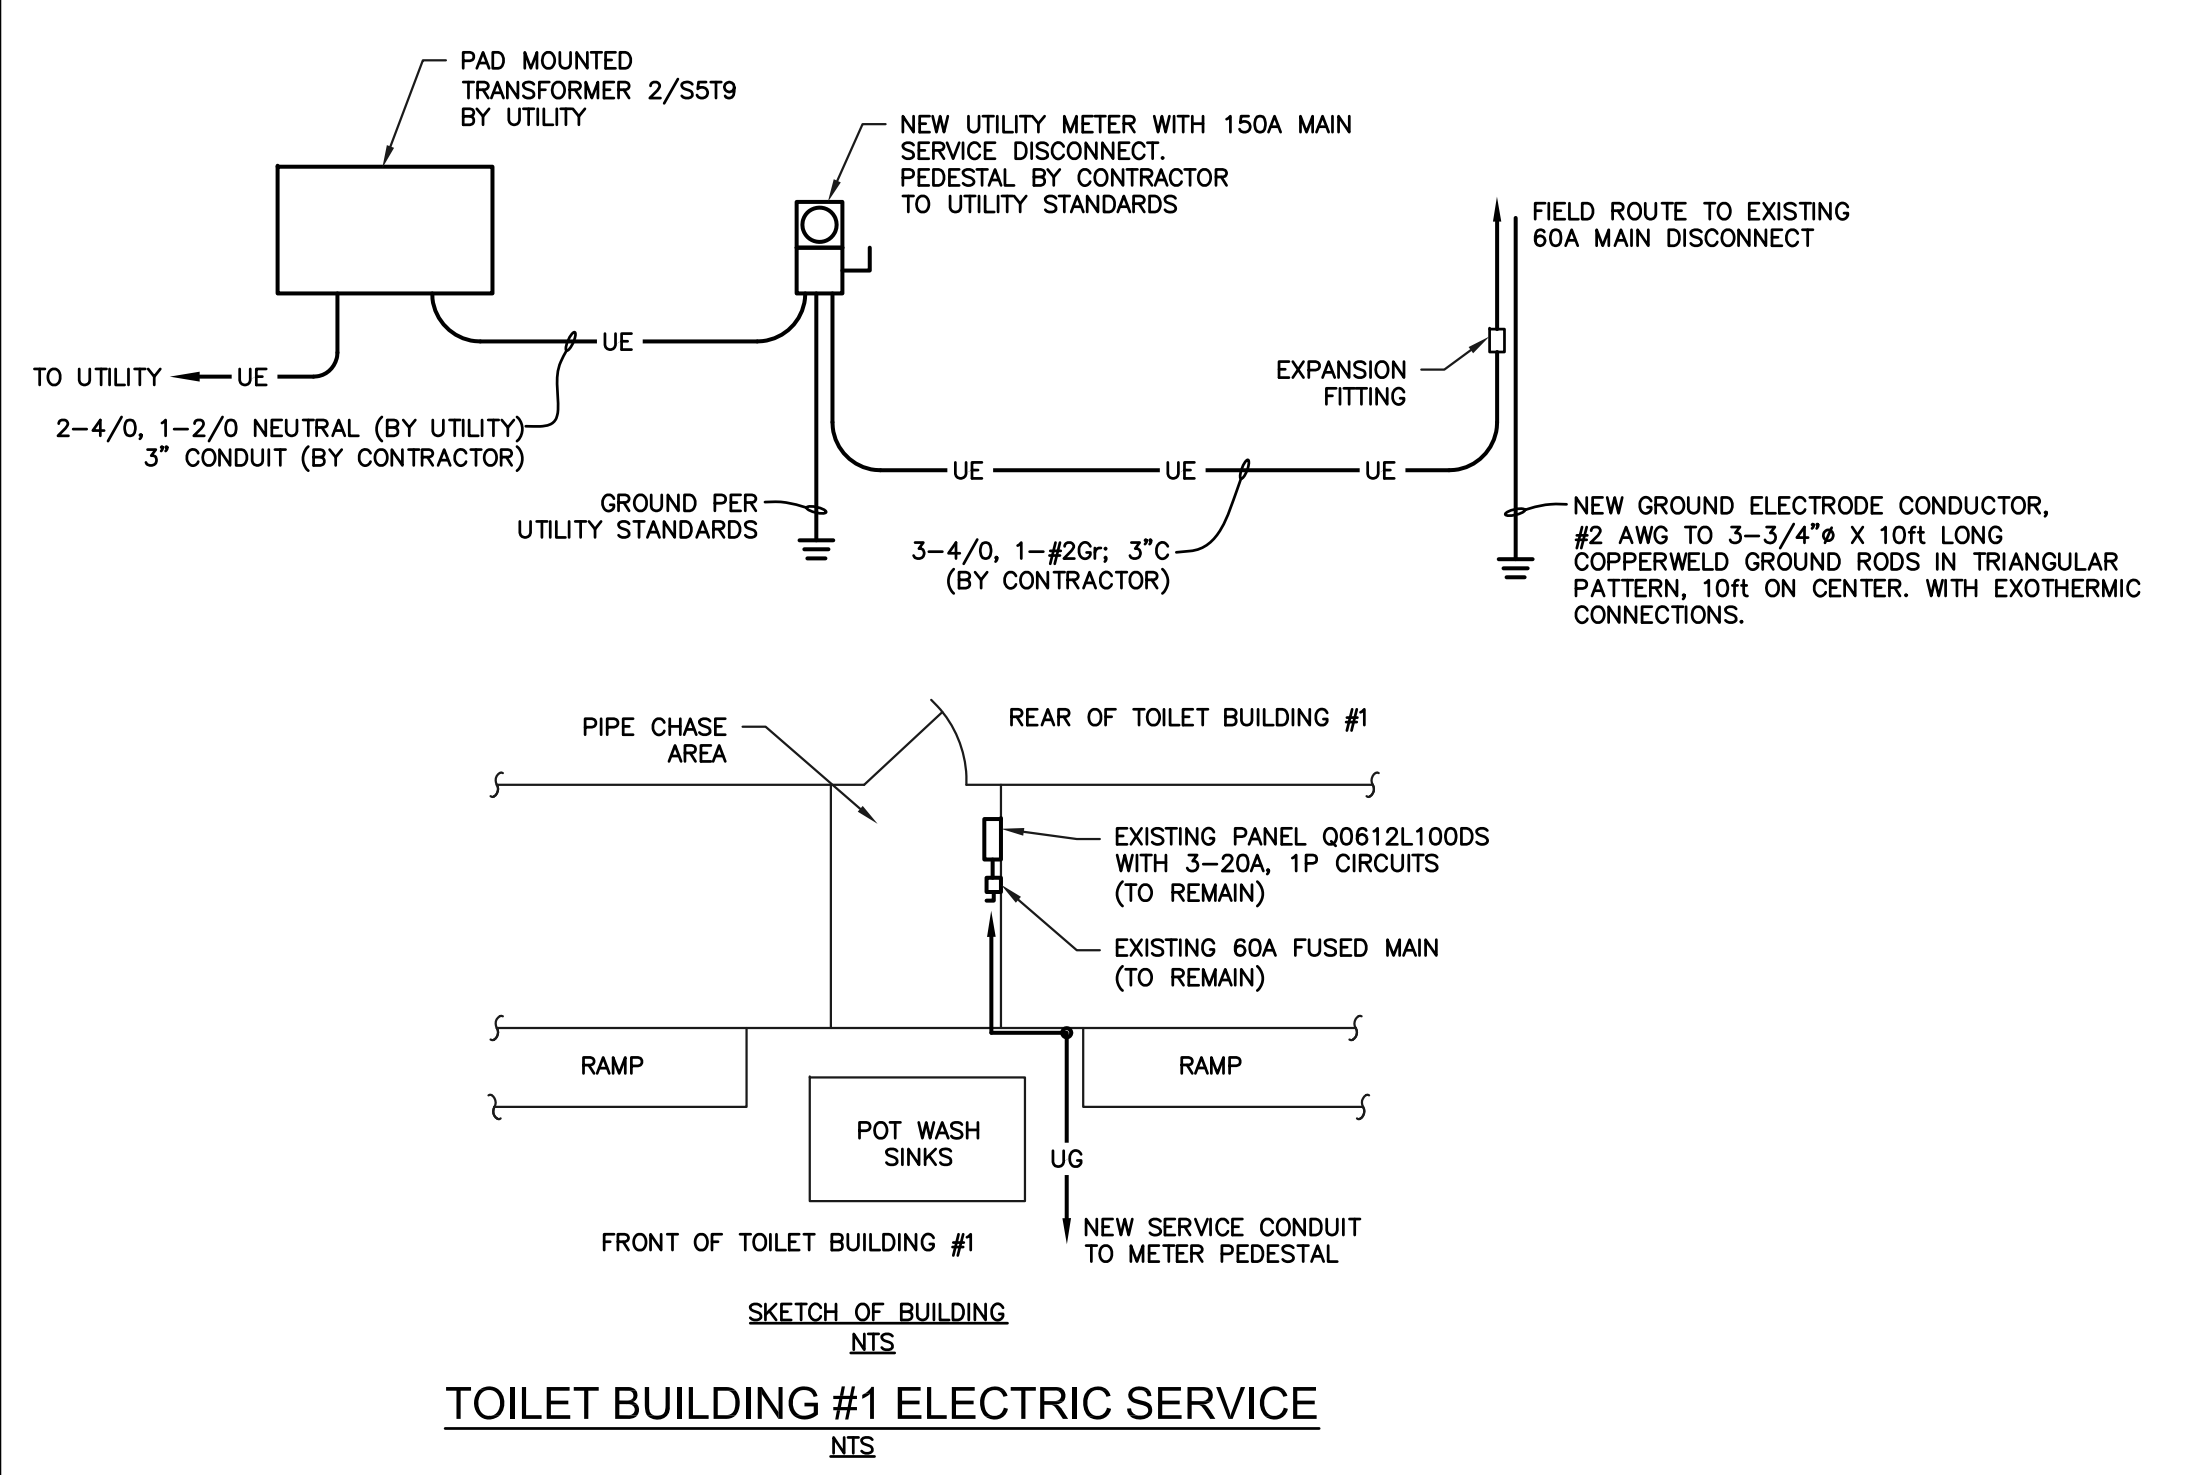 PAD MOUNTED
TRANSFORMER 2/S5T9
BY UTILITY
NEW UTILITY METER WITH 150A MAIN
SERVICE DISCONNECT.
PEDESTAL BY CONTRACTOR
TO UTILITY STANDARDS
FIELD ROUTE TO EXISTING
60A MAIN DISCONNECT
UE
TO UTILITY
UE
EXPANSION
FITTING
2-4/0, 1-2/0 NEUTRAL (BY UTILITY)
3" CONDUIT (BY CONTRACTOR)
UE
UE
UE
GROUND PER
UTILITY STANDARDS
3-4/0, 1-#2Gr; 3"C
(BY CONTRACTOR)
NEW GROUND ELECTRODE CONDUCTOR,
#2 AWG TO 3-3/4"ø X 10ft LONG
COPPERWELD GROUND RODS IN TRIANGULAR
PATTERN, 10ft ON CENTER. WITH EXOTHERMIC
CONNECTIONS.
PIPE CHASE
AREA
REAR OF TOILET BUILDING #1
EXISTING PANEL QO612L100DS
WITH 3-20A, 1P CIRCUITS
(TO REMAIN)
EXISTING 60A FUSED MAIN
(TO REMAIN)
RAMP
RAMP
POT WASH
SINKS
UG
NEW SERVICE CONDUIT
TO METER PEDESTAL
FRONT OF TOILET BUILDING #1
SKETCH OF BUILDING
NTS
TOILET BUILDING #1 ELECTRIC SERVICE
NTS